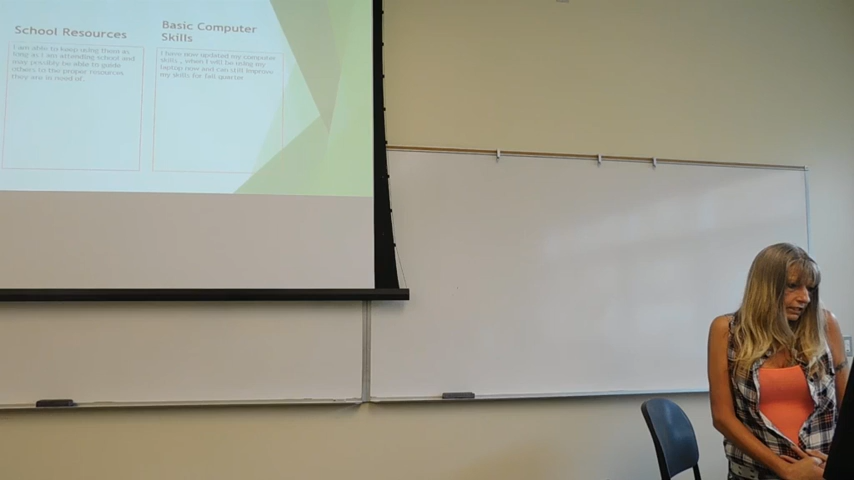 School Resources
I am able to keep using them as
long as I am attending school and
may possibly be able to guide
others to the proper resources
they are in need of.
Basic Computer
Skills
I have now updated my computer
skills , when I will be using my
laptop now and can still improve
my skills for fall quarter